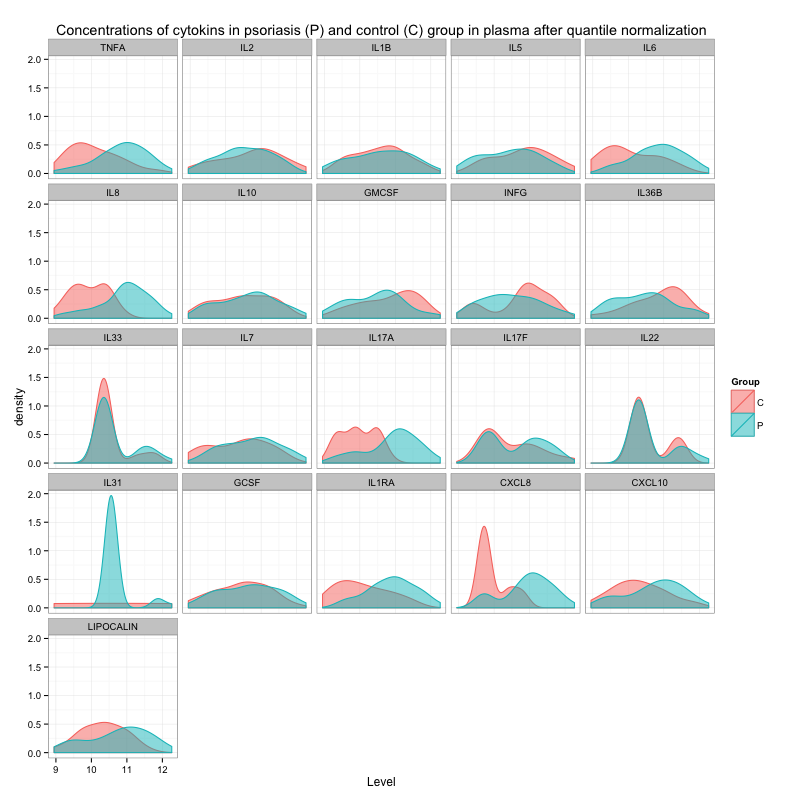 Concentrations of cytokins in psoriasis (P) and control (C) group in plasma after quantile normalization
TNFA IL2 IL1B IL5 IL6
2.0
1.5
1.0
0.5
0.0
IL8 IL10 GMCSF INFG IL36B
2.0
1.5
1.0
0.5
0.0
IL33 IL7 IL17A IL17F IL22
2.0
1.5
1.0
0.5
0.0
density
Group
C
P
IL31 GCSF IL1RA CXCL8 CXCL10
2.0
1.5
1.0
0.5
0.0
LIPOCALIN
2.0
1.5
1.0
0.5
0.0
9 10 11 12
Level